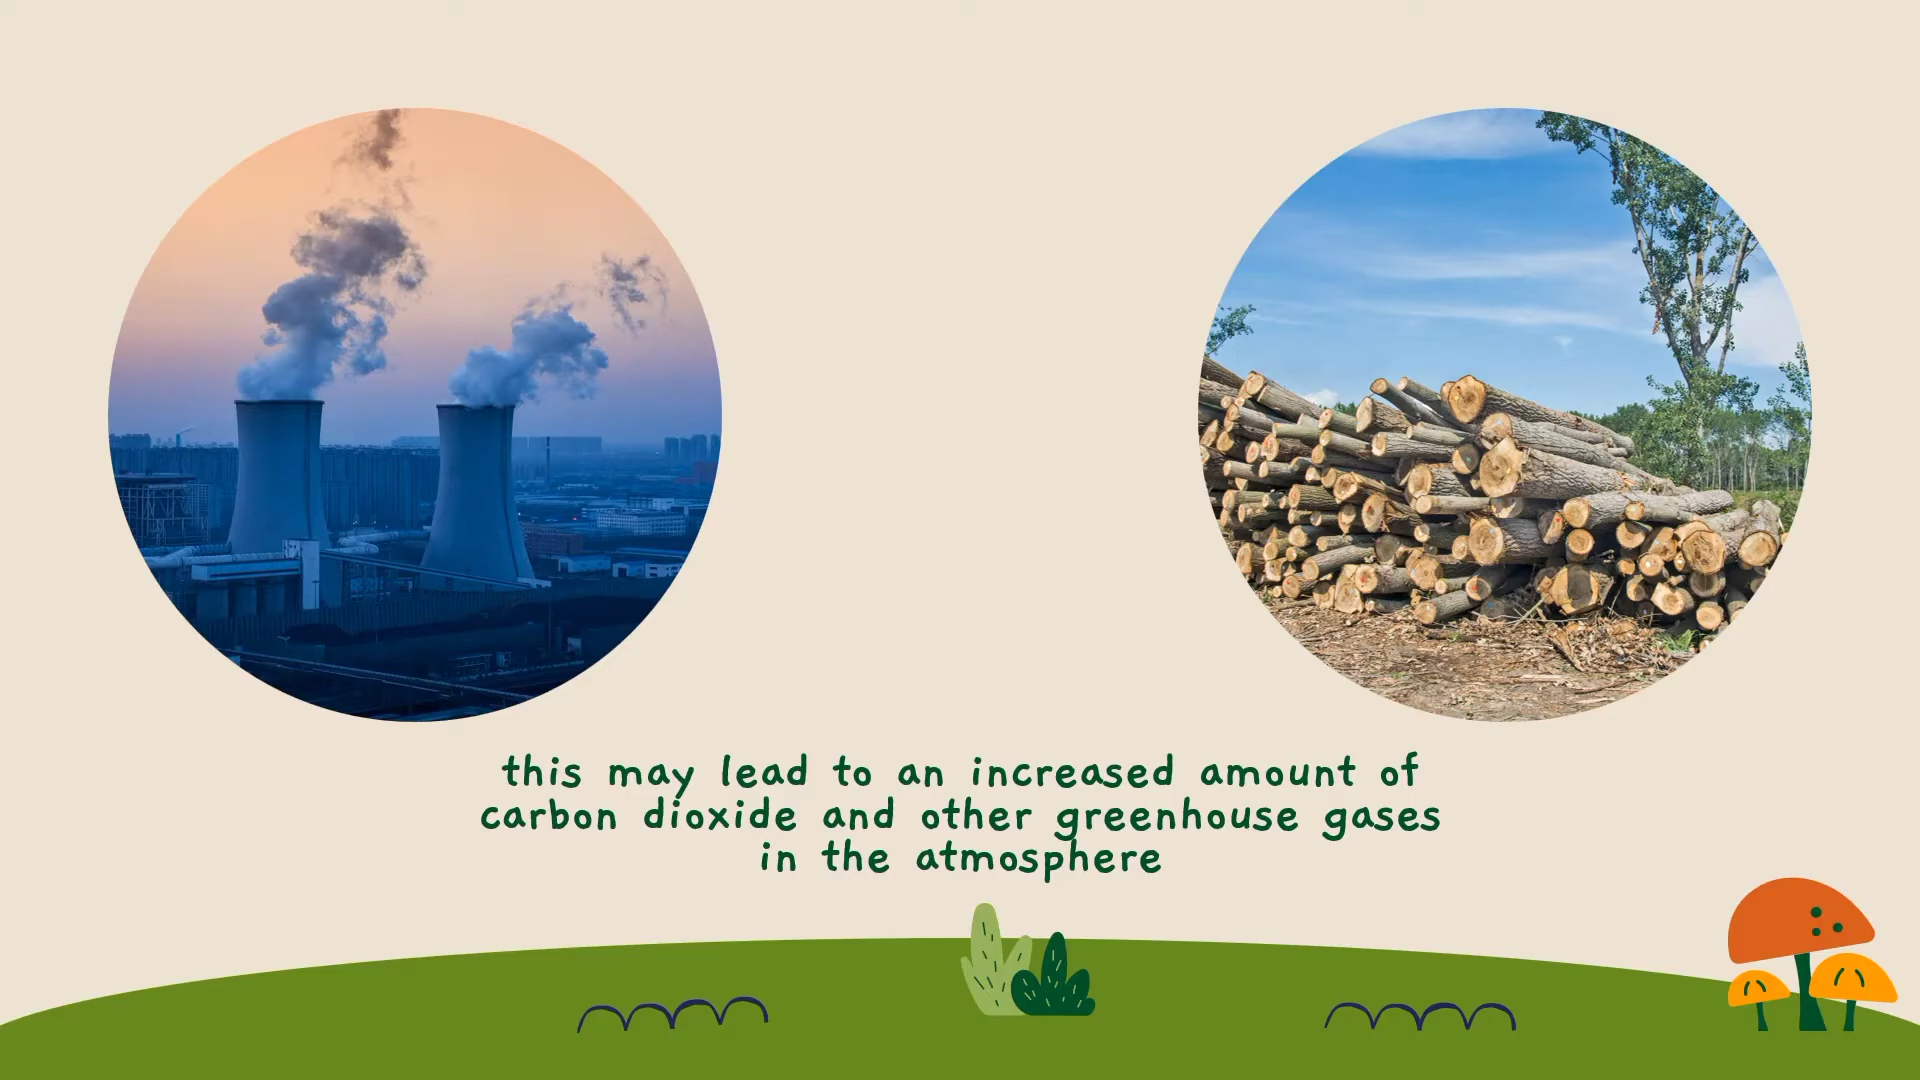 this may lead to an increased amount of
carbon dioxide and other greenhouse gases
in the atmosphere